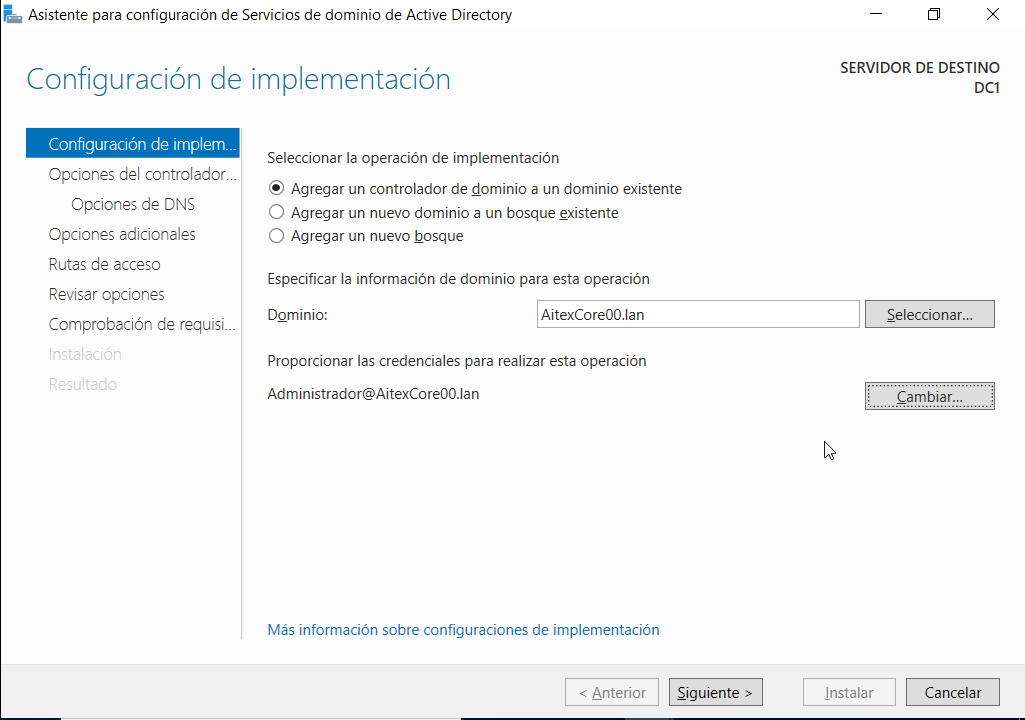 Asistente para configuración de Servicios de dominio de Active Directory
Configuración de implementación
SERVIDOR DE DESTINO
DC1
Configuración de implem...
Opciones del controlador...
Opciones de DNS
Opciones adicionales
Rutas de acceso
Revisar opciones
Comprobación de requisi...
Instalación
Resultado
Seleccionar la operación de implementación
Agregar un controlador de dominio a un dominio existente
Agregar un nuevo dominio a un bosque existente
Agregar un nuevo bosque
Especificar la información de dominio para esta operación
Dominio: AitexCore00.lan Seleccionar...
Proporcionar las credenciales para realizar esta operación
Administrador@AitexCore00.lan Cambiar...
Más información sobre configuraciones de implementación
< Anterior Siguiente > Instalar Cancelar